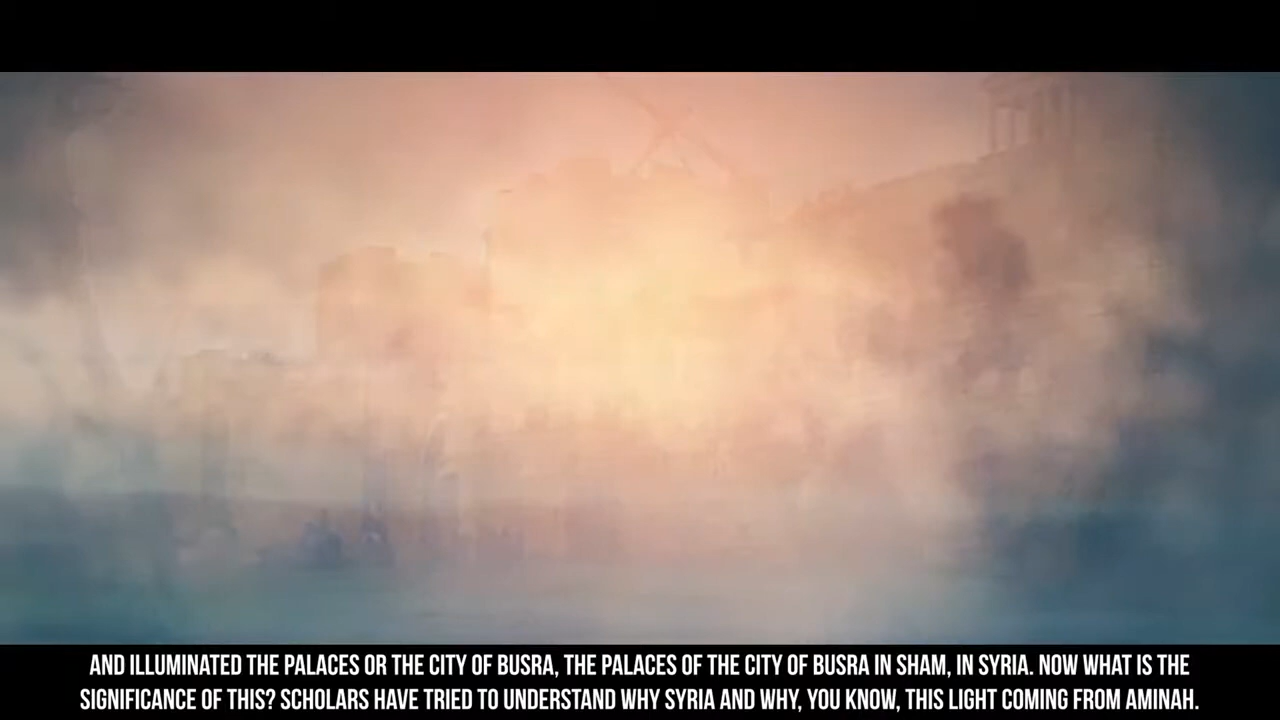 AND ILLUMINATED THE PALACES OR THE CITY OF BUSRA, THE PALACES OF THE CITY OF BUSRA IN SHAM, IN SYRIA. NOW WHAT IS THE
SIGNIFICANCE OF THIS? SCHOLARS HAVE TRIED TO UNDERSTAND WHY SYRIA AND WHY, YOU KNOW, THIS LIGHT COMING FROM AMINAH.